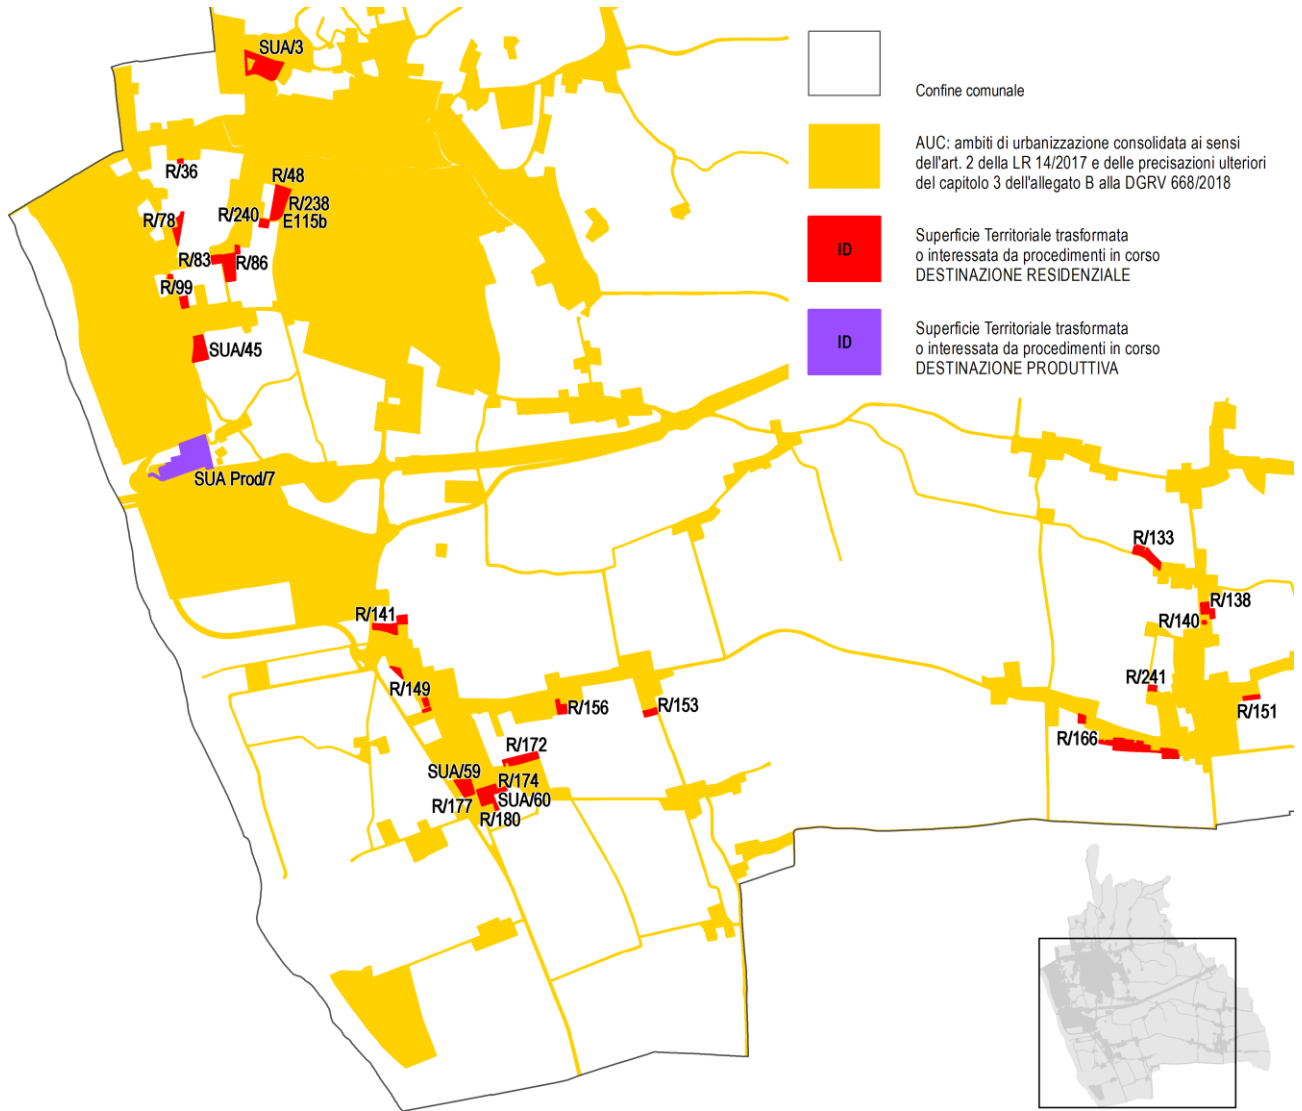 SUA/3
Confine comunale
AUC: ambiti di urbanizzazione consolidata ai sensi
dell'art. 2 della LR 14/2017 e delle precisazioni ulteriori
del capitolo 3 dell'allegato B alla DGRV 668/2018
R/36
R/48
R/238
R/78
R/240
E115b
ID
Superficie Territoriale trasformata
o interessata da procedimenti in corso
DESTINAZIONE RESIDENZIALE
R/83
R/86
R/99
SUA/45
ID
Superficie Territoriale trasformata
o interessata da procedimenti in corso
DESTINAZIONE PRODUTTIVA
SUA Prod/7
R/133
R/138
R/141
R/140
R/241
R/149
R/156
R/153
R/151
R/166
R/172
SUA/59
R/174
R/177
SUA/60
R/180